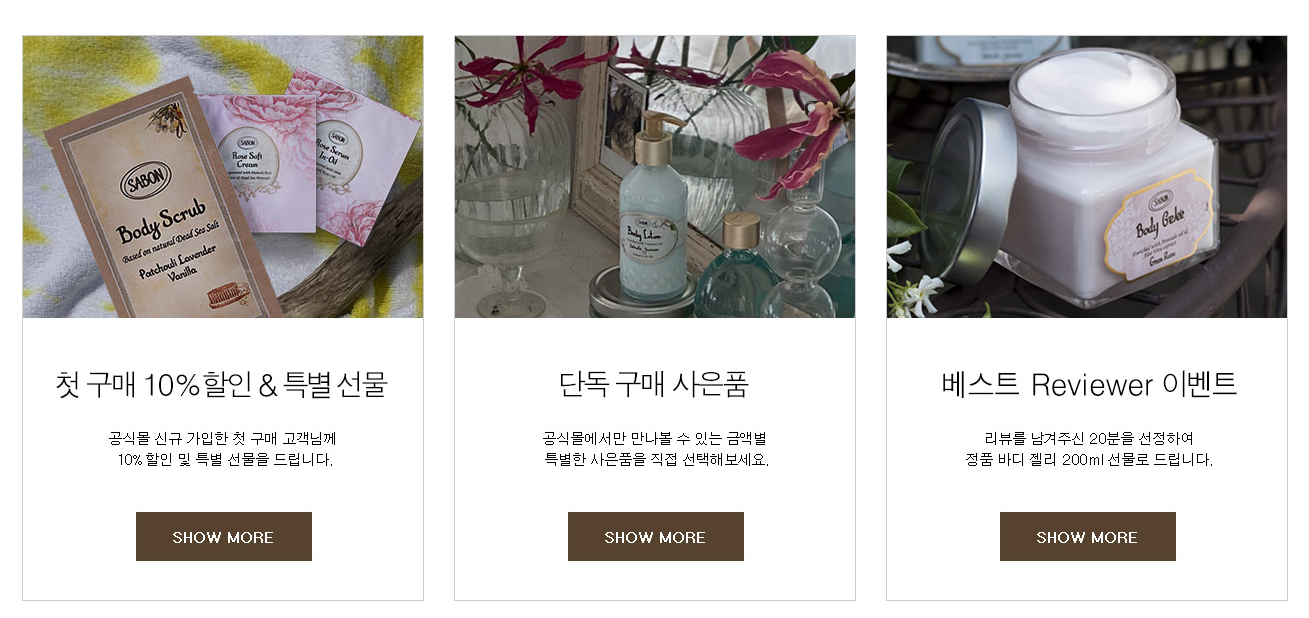 SABON
Body Scrub
Based on natural Dead Sea Salt
Patchouli Lavender
Vanilla
SABON
Rose Soft
Cream
SABON
Rose Serum
In-Oil
SABON
Body Lotion
SABON
Body Gelée
Green Rose
첫 구매 10%할인 & 특별 선물
공식몰 신규 가입한 첫 구매 고객님께
10% 할인 및 특별 선물을 드립니다.
SHOW MORE
단독 구매 사은품
공식몰에서만 만나볼 수 있는 금액별
특별한 사은품을 직접 선택해보세요.
SHOW MORE
베스트 Reviewer 이벤트
리뷰를 남겨주신 20분을 선정하여
정품 바디 젤리 200ml 선물로 드립니다.
SHOW MORE